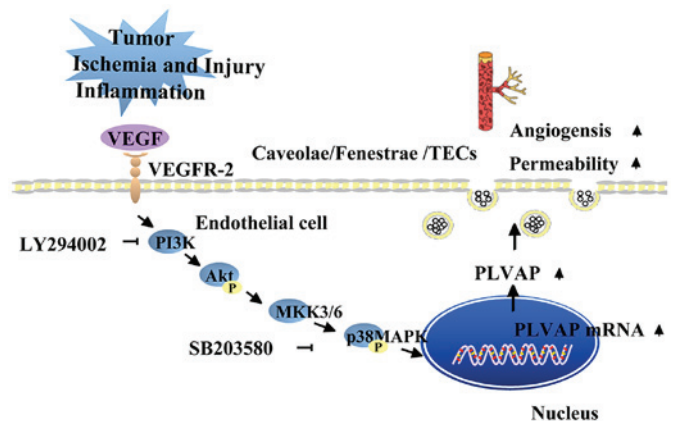 Tumor
Ischemia and Injury
Inflammation
VEGF
VEGFR-2
Caveolae/Fenestrae /TECs
Angiogensis
Permeability
Endothelial cell
LY294002
PI3K
Akt
P
MKK3/6
SB203580
p38MAPK
P
PLVAP
PLVAP mRNA
Nucleus